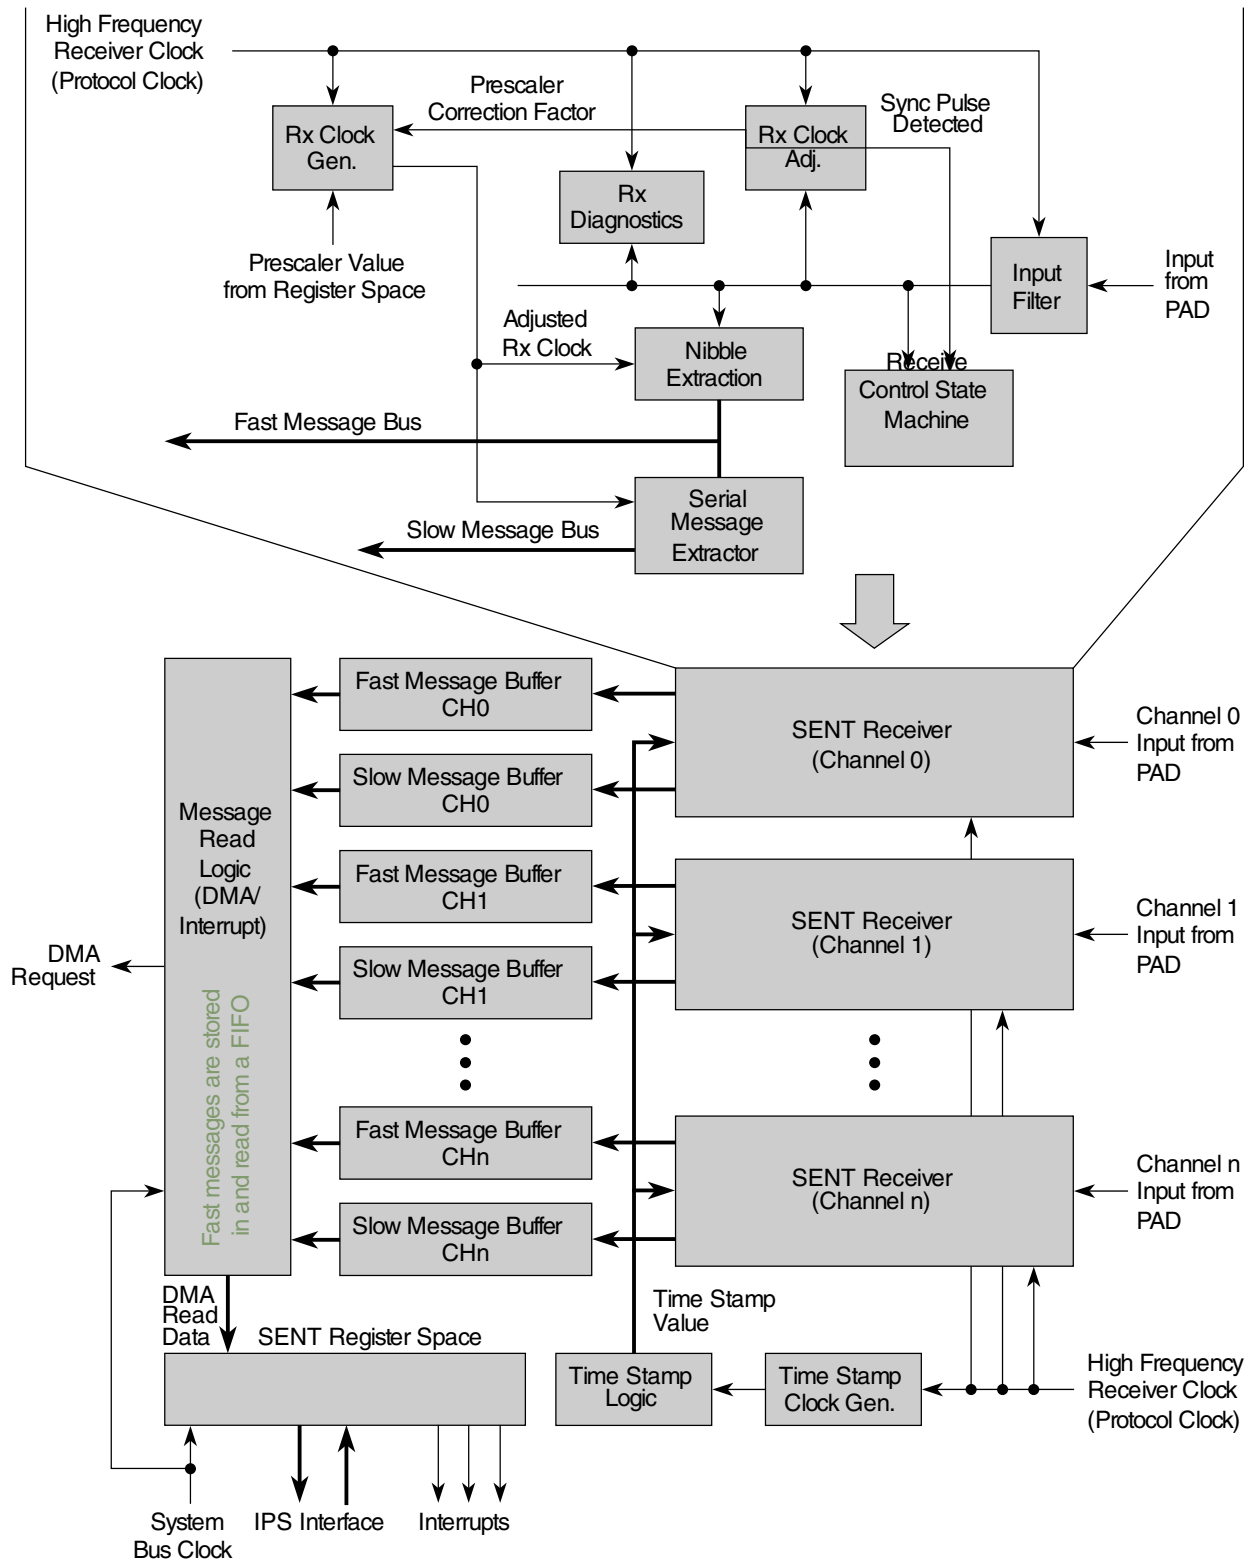 High Frequency
Receiver Clock
(Protocol Clock)
Prescaler
Correction Factor
Sync Pulse
Detected
Rx Clock
Gen.
Rx Clock
Adj.
Rx
Diagnostics
Prescaler Value
from Register Space
Input
Filter
Input
from
PAD
Adjusted
Rx Clock
Nibble
Extraction
Receive
Control State
Machine
Fast Message Bus
Serial
Message
Extractor
Slow Message Bus
Fast Message Buffer
CH0
SENT Receiver
(Channel 0)
Channel 0
Input from
PAD
Slow Message Buffer
CH0
Message
Read
Logic
(DMA/
Interrupt)
Fast Message Buffer
CH1
SENT Receiver
(Channel 1)
Channel 1
Input from
PAD
DMA
Request
Slow Message Buffer
CH1
Fast messages are stored
in and read from a FIFO
Fast Message Buffer
CHn
SENT Receiver
(Channel n)
Channel n
Input from
PAD
Slow Message Buffer
CHn
DMA
Read
Data
SENT Register Space
Time Stamp
Value
Time Stamp
Logic
Time Stamp
Clock Gen.
High Frequency
Receiver Clock
(Protocol Clock)
System
Bus Clock
IPS Interface
Interrupts